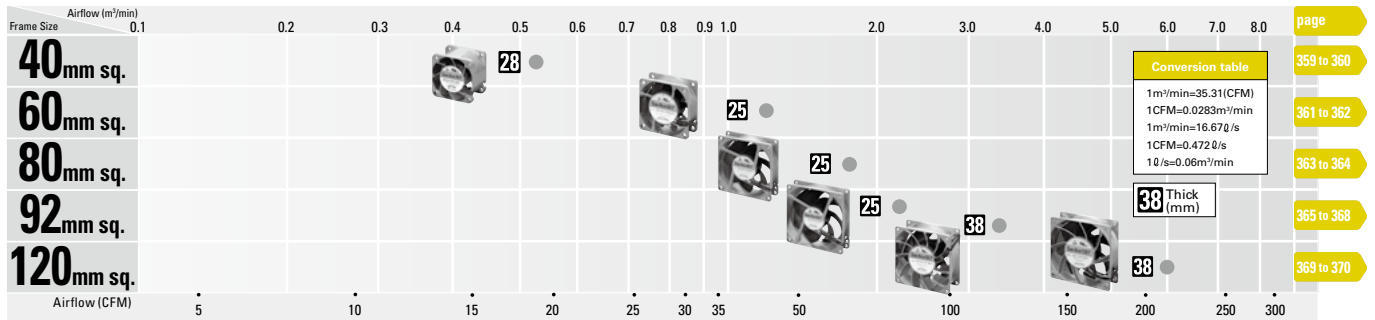 Airflow (m³/min)
Frame Size
0.1 0.2 0.3 0.4 0.5 0.6 0.7 0.8 0.9 1.0 2.0 3.0 4.0 5.0 6.0 7.0 8.0
page
40mm sq.
28
359 to 360
60mm sq.
25
361 to 362
80mm sq.
25
363 to 364
92mm sq.
25
38
365 to 368
120mm sq.
38
369 to 370
Conversion table
1m³/min=35.31(CFM)
1CFM=0.0283m³/min
1m³/min=16.67ℓ/s
1CFM=0.472ℓ/s
1ℓ/s=0.06m³/min
38 Thick
(mm)
Airflow (CFM)
5 10 15 20 25 30 35 50 100 150 200 250 300